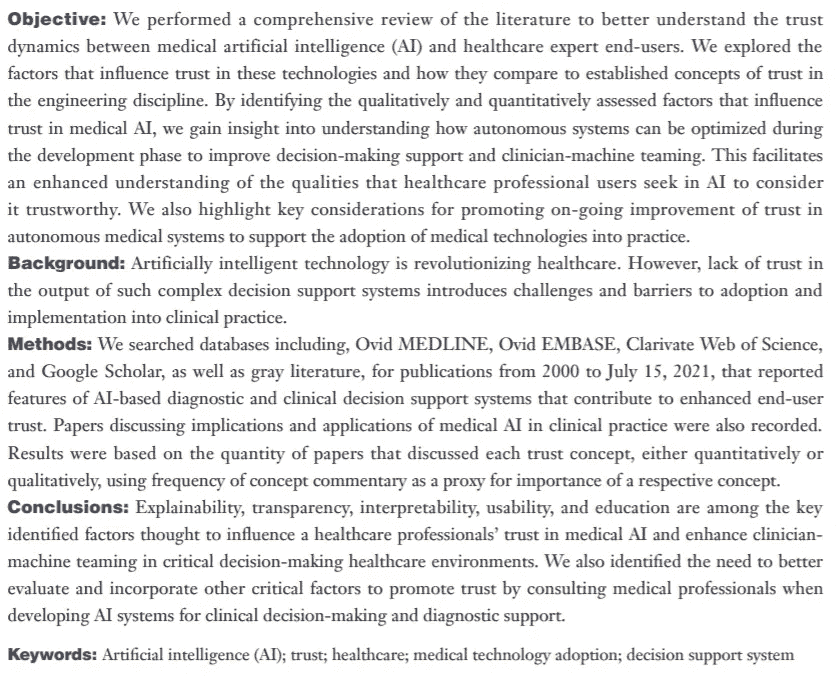 Objective: We performed a comprehensive review of the literature to better understand the trust
dynamics between medical artificial intelligence (AI) and healthcare expert end-users. We explored the
factors that influence trust in these technologies and how they compare to established concepts of trust in
the engineering discipline. By identifying the qualitatively and quantitatively assessed factors that influence
trust in medical AI, we gain insight into understanding how autonomous systems can be optimized during
the development phase to improve decision-making support and clinician-machine teaming. This facilitates
an enhanced understanding of the qualities that healthcare professional users seek in AI to consider
it trustworthy. We also highlight key considerations for promoting on-going improvement of trust in
autonomous medical systems to support the adoption of medical technologies into practice.
Background: Artificially intelligent technology is revolutionizing healthcare. However, lack of trust in
the output of such complex decision support systems introduces challenges and barriers to adoption and
implementation into clinical practice.
Methods: We searched databases including, Ovid MEDLINE, Ovid EMBASE, Clarivate Web of Science,
and Google Scholar, as well as gray literature, for publications from 2000 to July 15, 2021, that reported
features of AI-based diagnostic and clinical decision support systems that contribute to enhanced end-user
trust. Papers discussing implications and applications of medical AI in clinical practice were also recorded.
Results were based on the quantity of papers that discussed each trust concept, either quantitatively or
qualitatively, using frequency of concept commentary as a proxy for importance of a respective concept.
Conclusions: Explainability, transparency, interpretability, usability, and education are among the key
identified factors thought to influence a healthcare professionals’ trust in medical AI and enhance clinician-
machine teaming in critical decision-making healthcare environments. We also identified the need to better
evaluate and incorporate other critical factors to promote trust by consulting medical professionals when
developing AI systems for clinical decision-making and diagnostic support.
Keywords: Artificial intelligence (AI); trust; healthcare; medical technology adoption; decision support system